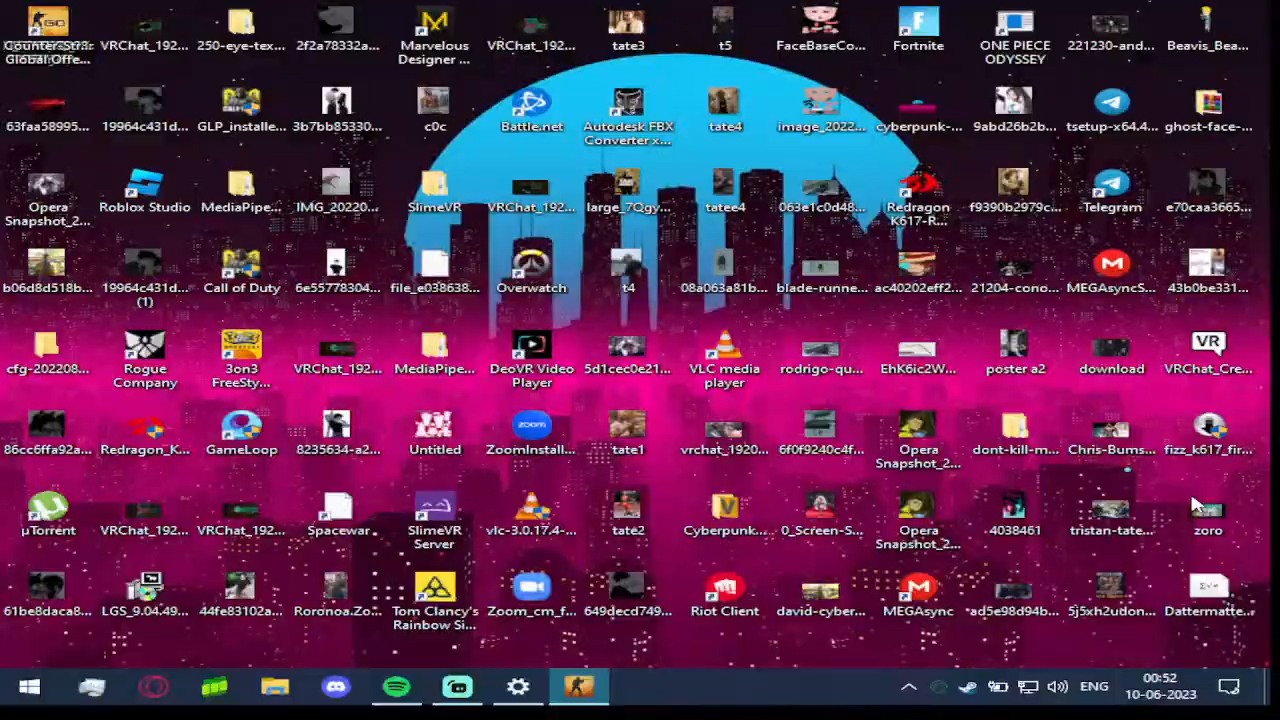 Counter-Str...
Global Offe...
VRChat_192...
250-eye-tex...
2f2a78332a...
Marvelous
Designer ...
VRChat_192...
tate3
t5
FaceBaseCo...
Fortnite
ONE PIECE
ODYSSEY
221230-and...
Beavis_Bea...
63faa58995...
19964c431d...
GLP_installe...
3b7bb85330...
c0c
Battle.net
Autodesk FBX
Converter x...
tate4
image_2022...
cyberpunk-...
9abd26b2b...
tsetup-x64.4...
ghost-face-...
Opera
Snapshot_2...
Roblox Studio
MediaPipe...
IMG_20220...
SlimeVR
VRChat_192...
large_7Qgy...
tatee4
063e1c0d48...
Redragon
K617-R...
f9390b2979c...
Telegram
e70caa3665...
b06d8d518b...
19964c431d...
(1)
Call of Duty
6e55778304...
file_e038638...
Overwatch
t4
08a063a81b...
blade-runne...
ac40202eff2...
21204-cono...
MEGAsyncS...
43b0be331...
cfg-202208...
Rogue
Company
3on3
FreeSty...
VRChat_192...
MediaPipe...
DeoVR Video
Player
5d1cec0e21...
VLC media
player
rodrigo-qu...
EhK6ic2W...
poster a2
download
VR
VRChat_Cre...
86cc6ffa92a...
Redragon_K...
GameLoop
8235634-a2...
Untitled
zoom
ZoomInstall...
tate1
vrchat_1920...
6f0f9240c4f...
Opera
Snapshot_2...
dont-kill-m...
Chris-Bums...
fizz_k617_fir...
µTorrent
VRChat_192...
VRChat_192...
Spacewar
SlimeVR
Server
vlc-3.0.17.4-...
tate2
Cyberpunk...
0_Screen-S...
Opera
Snapshot_2...
4038461
tristan-tate...
zoro
61be8daca8...
LGS_9.04.49...
44fe83102a...
Roronoa.Zo...
Tom Clancy's
Rainbow Si...
Zoom_cm_f...
649decd749...
Riot Client
david-cyber...
MEGAsync
ad5e98d94b...
5j5xh2udon...
Dattermatte...
ENG
00:52
10-06-2023